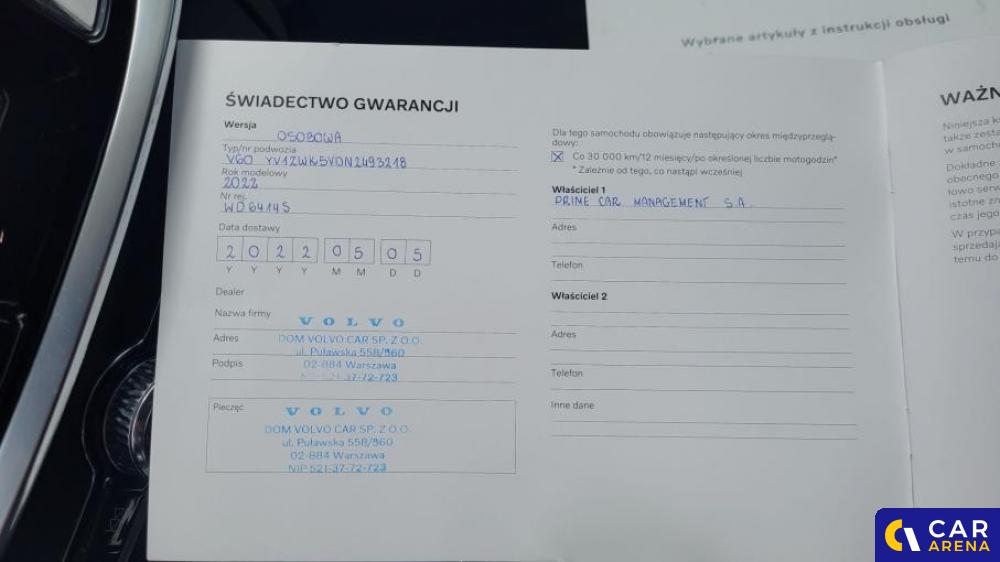 Wybrane artykuły z instrukcji obsługi
ŚWIADECTWO GWARANCJI
Wersja
OSOBOWA
Typ/nr podwozia
V60 YV1ZWK5VDN2493218
Rok modelowy
2022
Nr rej.
WD6414S
Data dostawy
2 0 2 2 0 5 0 5
Y Y Y Y M M D D
Dealer
Nazwa firmy
VOLVO
Adres
DOM VOLVO CAR SP. Z O.O.
ul. Puławska 558/560
Podpis
02-884 Warszawa
NIP 521-37-72-723
Pieczęć
VOLVO
DOM VOLVO CAR SP. Z O.O.
ul. Puławska 558/560
02-884 Warszawa
NIP 521-37-72-723
Dla tego samochodu obowiązuje następujący okres międzyprzeglą-
dowy:
Co 30 000 km/12 miesięcy/po określonej liczbie motogodzin*
* Zależnie od tego, co nastąpi wcześniej
Właściciel 1
PRIME CAR MANAGEMENT S.A.
Adres
Telefon
Właściciel 2
Adres
Telefon
Inne dane
WAŻN
Niniejsza k
także zesta
w samoch
Dokładne
obecnego
łowo serw
istotne zn
czas jego
W przyp
sprzedaj
temu do
CAR
ARENA